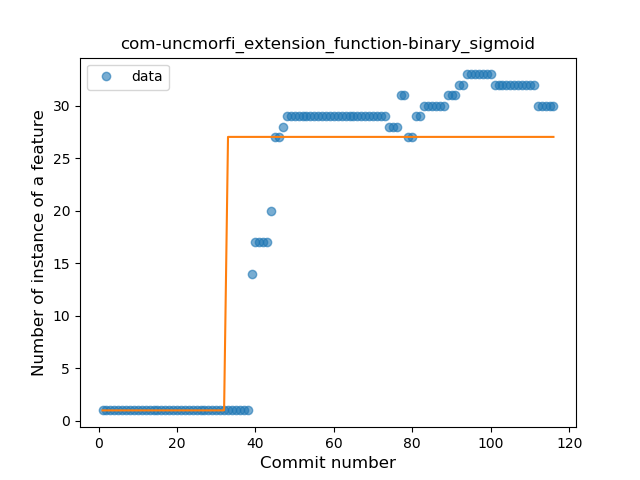 com-uncmorfi_extension_function-binary_sigmoid
data
Number of instance of a feature
30
25
20
15
10
5
0
0 20 40 60 80 100 120
Commit number